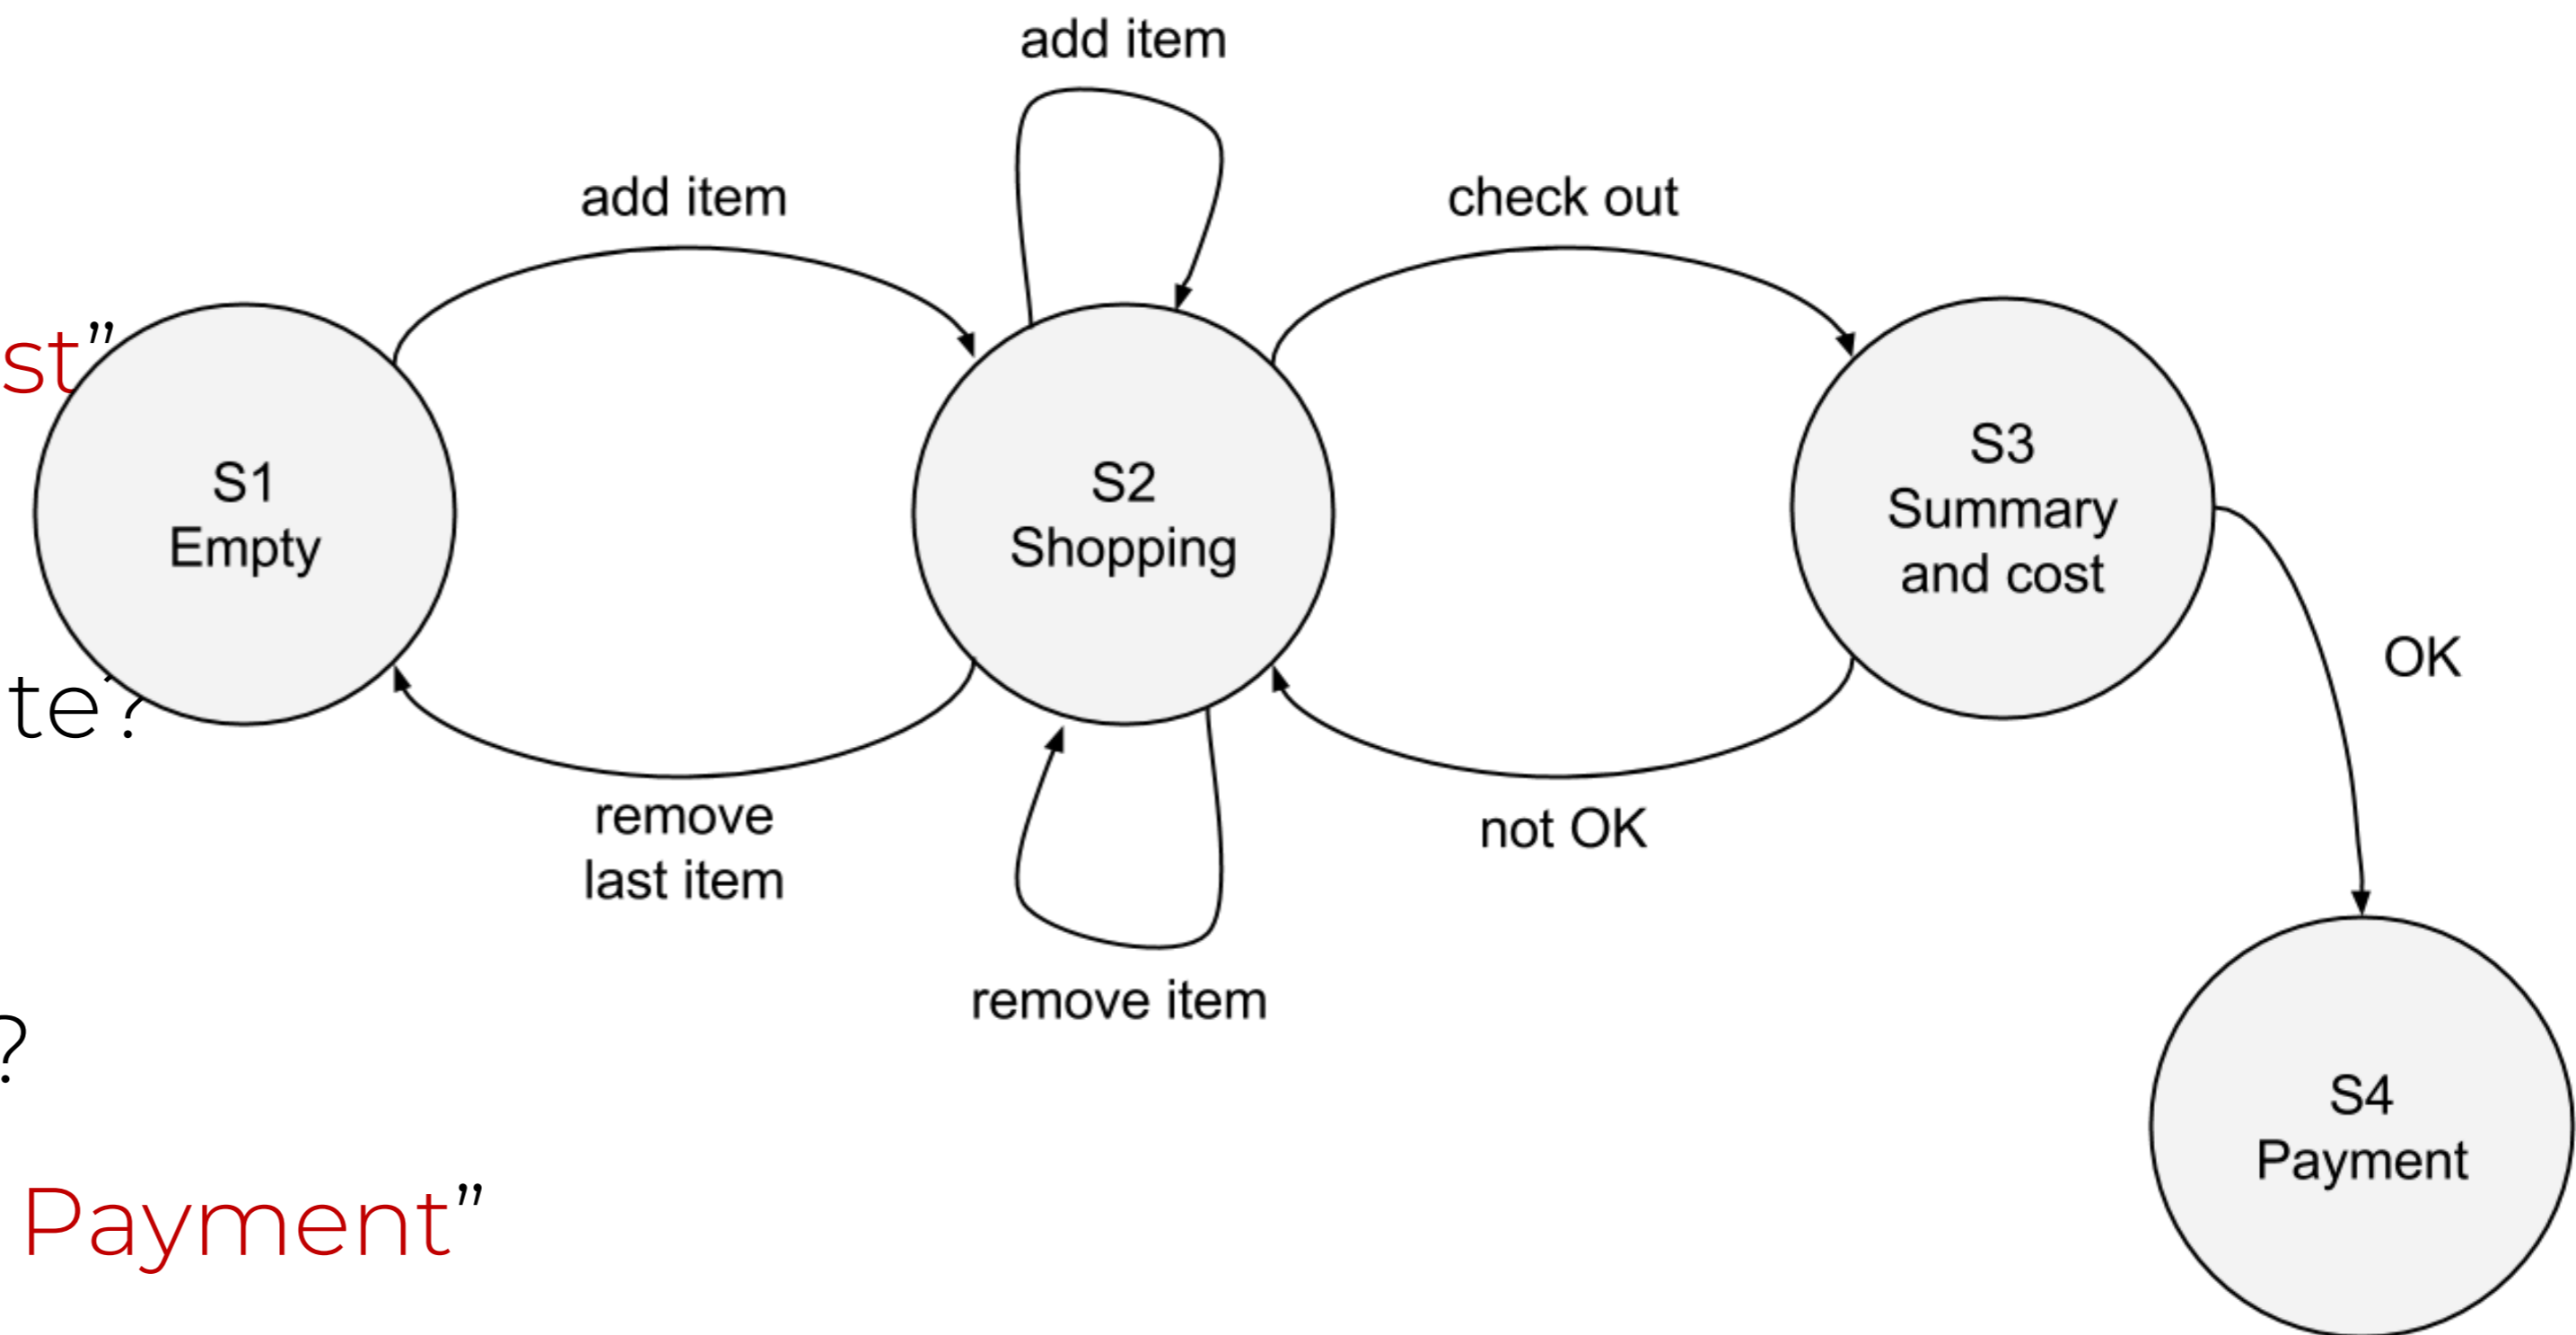 add item
add item
check out
st”
S1
Empty
S2
Shopping
S3
Summary
and cost
OK
te?
remove
last item
not OK
remove item
?
S4
Payment
Payment”